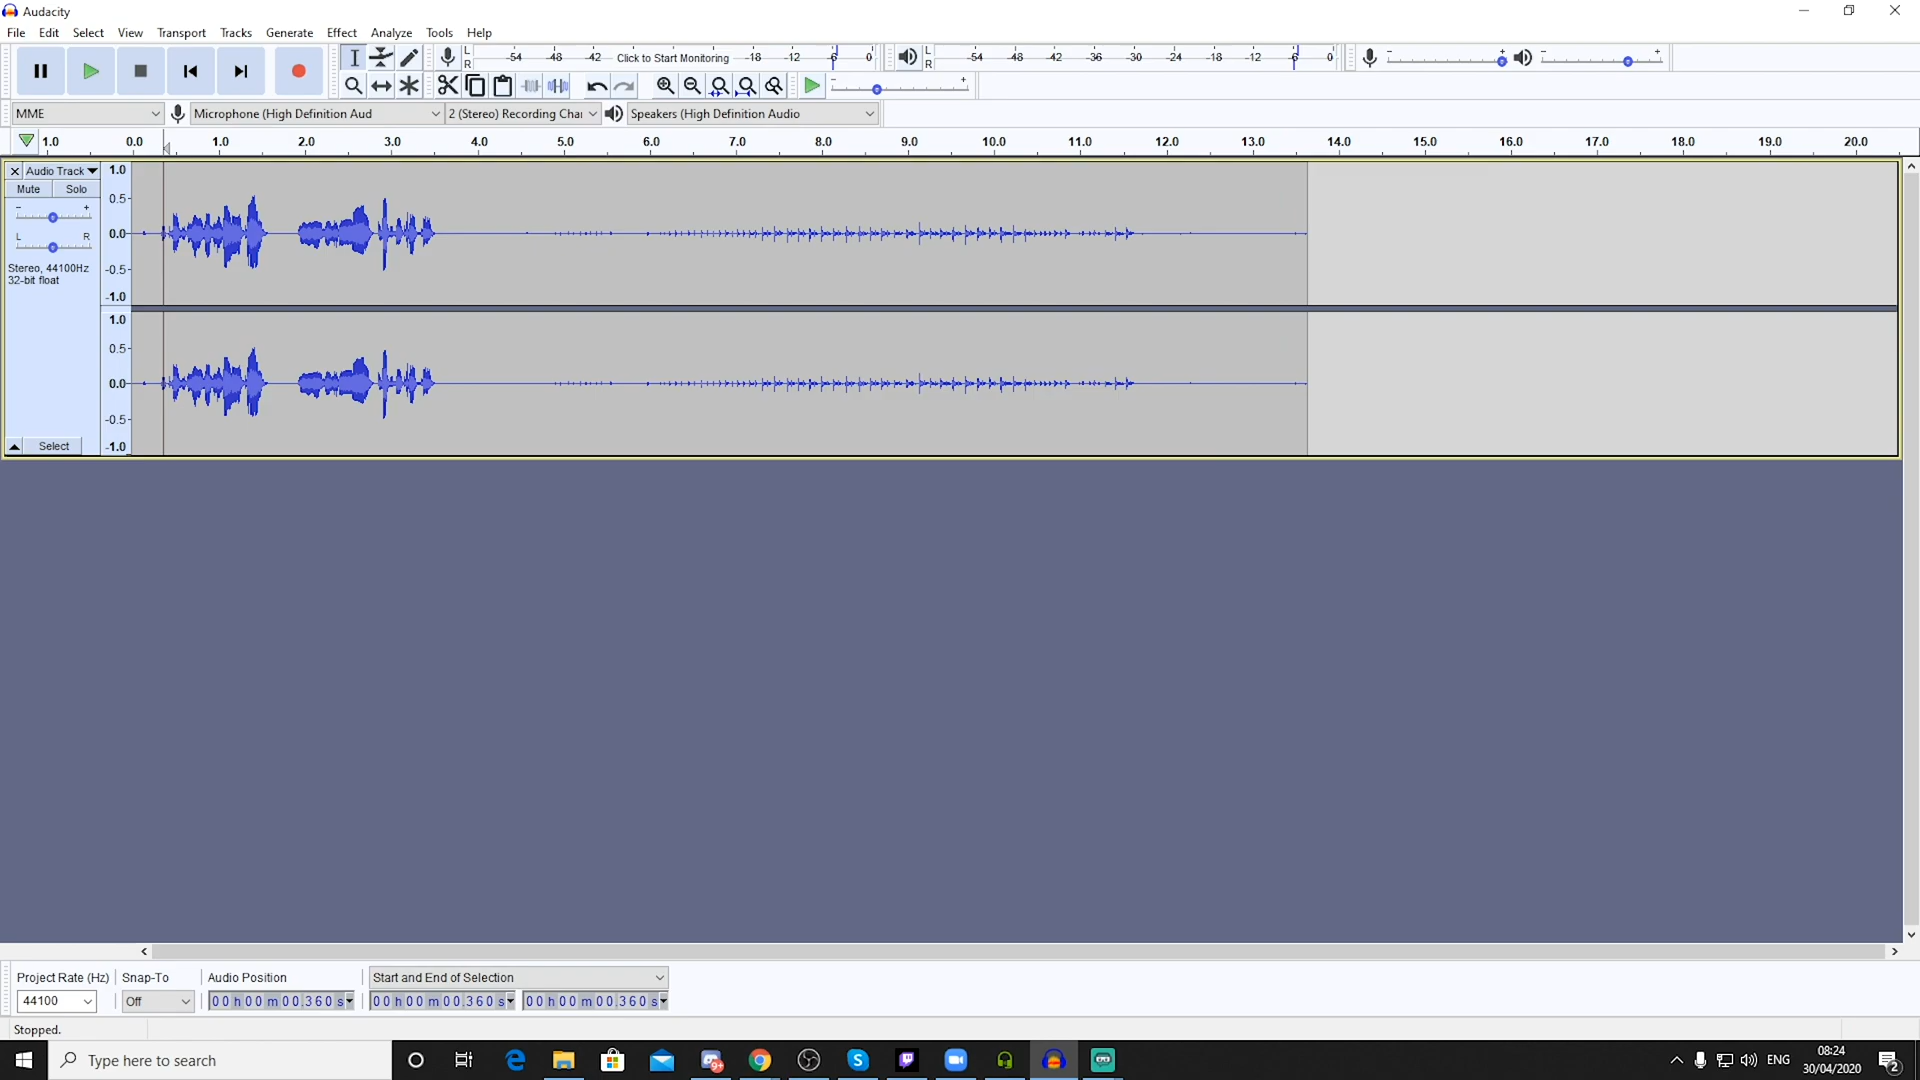 Audacity
File Edit Select View Transport Tracks Generate Effect Analyze Tools Help
L R -54 -48 -42 Click to Start Monitoring -18 -12 -6 0 L R -54 -48 -42 -36 -30 -24 -18 -12 -6 0 - + - +
- +
MME Microphone (High Definition Aud 2 (Stereo) Recording Chai Speakers (High Definition Audio
1.0 0.0 1.0 2.0 3.0 4.0 5.0 6.0 7.0 8.0 9.0 10.0 11.0 12.0 13.0 14.0 15.0 16.0 17.0 18.0 19.0 20.0
Audio Track 1.0
Mute Solo
0.5
- +
0.0
L R
Stereo, 44100Hz -0.5
32-bit float
-1.0
1.0
0.5
0.0
-0.5
Select -1.0
Project Rate (Hz) Snap-To Audio Position Start and End of Selection
44100 Off 00 h 00 m 00.360 s 00 h 00 m 00.360 s 00 h 00 m 00.360 s
Stopped.
Type here to search 9+ ENG 08:24
30/04/2020 2